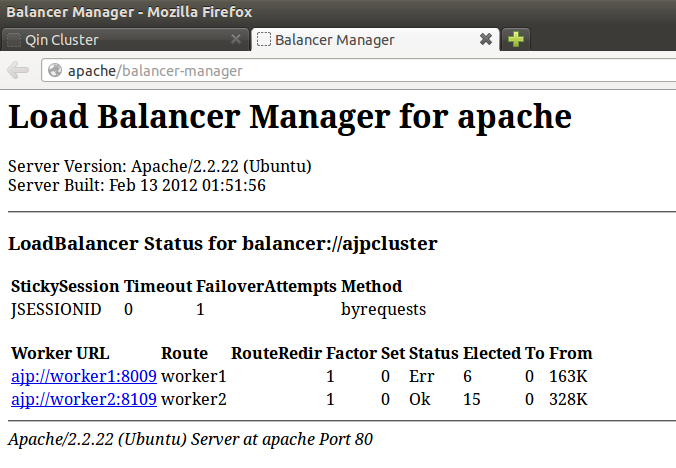 Balancer Manager - Mozilla Firefox
Qin Cluster
Balancer Manager
apache/balancer-manager
Load Balancer Manager for apache
Server Version: Apache/2.2.22 (Ubuntu)
Server Built: Feb 13 2012 01:51:56
LoadBalancer Status for balancer://ajpcluster
StickySession Timeout FailoverAttempts Method
JSESSIONID 0 1 byrequests
Worker URL Route RouteRedir Factor Set Status Elected To From
ajp://worker1:8009 worker1 1 0 Err 6 0 163K
ajp://worker2:8109 worker2 1 0 Ok 15 0 328K
Apache/2.2.22 (Ubuntu) Server at apache Port 80